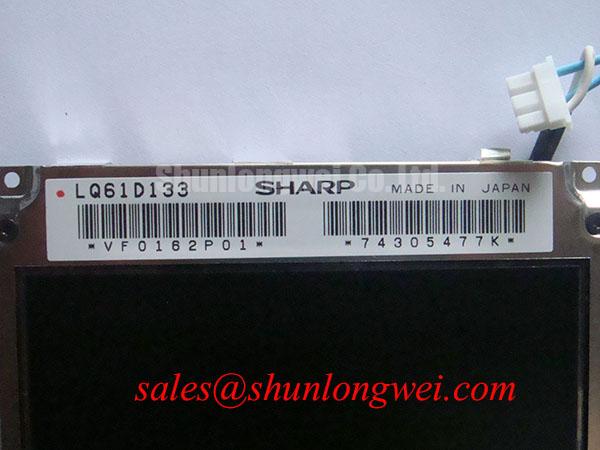 Shunlongwei Co. Ltd.
LQ61D133 SHARP MADE IN JAPAN
*VF0162P01* *74305477K*
sales@shunlongwei.com